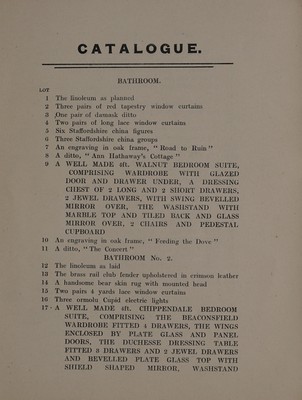 CATALOGUE.
BATHROOM.
LOT
1 The linoleum as planned
2 Three pairs of red tapestry window curtains
3 One pair of damask ditto
4 Two pairs of long lace window curtains
5 Six Staffordshire china figures
6 Three Staffordshire china groups
7 An engraving in oak frame, "Road to Ruin"
8 A ditto, "Ann Hathaway's Cottage"
9 A WELL MADE 4ft. WALNUT BEDROOM SUITE,
COMPRISING WARDROBE WITH GLAZED
DOOR AND DRAWER UNDER, A DRESSING
CHEST OF 2 LONG AND 2 SHORT DRAWERS,
2 JEWEL DRAWERS, WITH SWING BEVELLED
MIRROR OVER, THE WASHSTAND WITH
MARBLE TOP AND TILED BACK AND GLASS
MIRROR OVER, 2 CHAIRS AND PEDESTAL
CUPBOARD
10 An engraving in oak frame, "Feeding the Dove"
11 A ditto, "The Concert"
BATHROOM No. 2.
12 The linoleum as laid
13 The brass rail club fender upholstered in crimson leather
14 A handsome bear skin rug with mounted head
15 Two pairs 4 yards lace window curtains
16 Three ormolu Cupid electric lights
17 A WELL MADE 4ft. CHIPPENDALE BEDROOM
SUITE, COMPRISING THE BEACONSFIELD
WARDROBE FITTED 4 DRAWERS, THE WINGS
ENCLOSED BY PLATE GLASS AND PANEL
DOORS, THE DUCHESSE DRESSING TABLE
FITTED 3 DRAWERS AND 2 JEWEL DRAWERS
AND BEVELLED PLATE GLASS TOP WITH
SHIELD SHAPED MIRROR, WASHSTAND